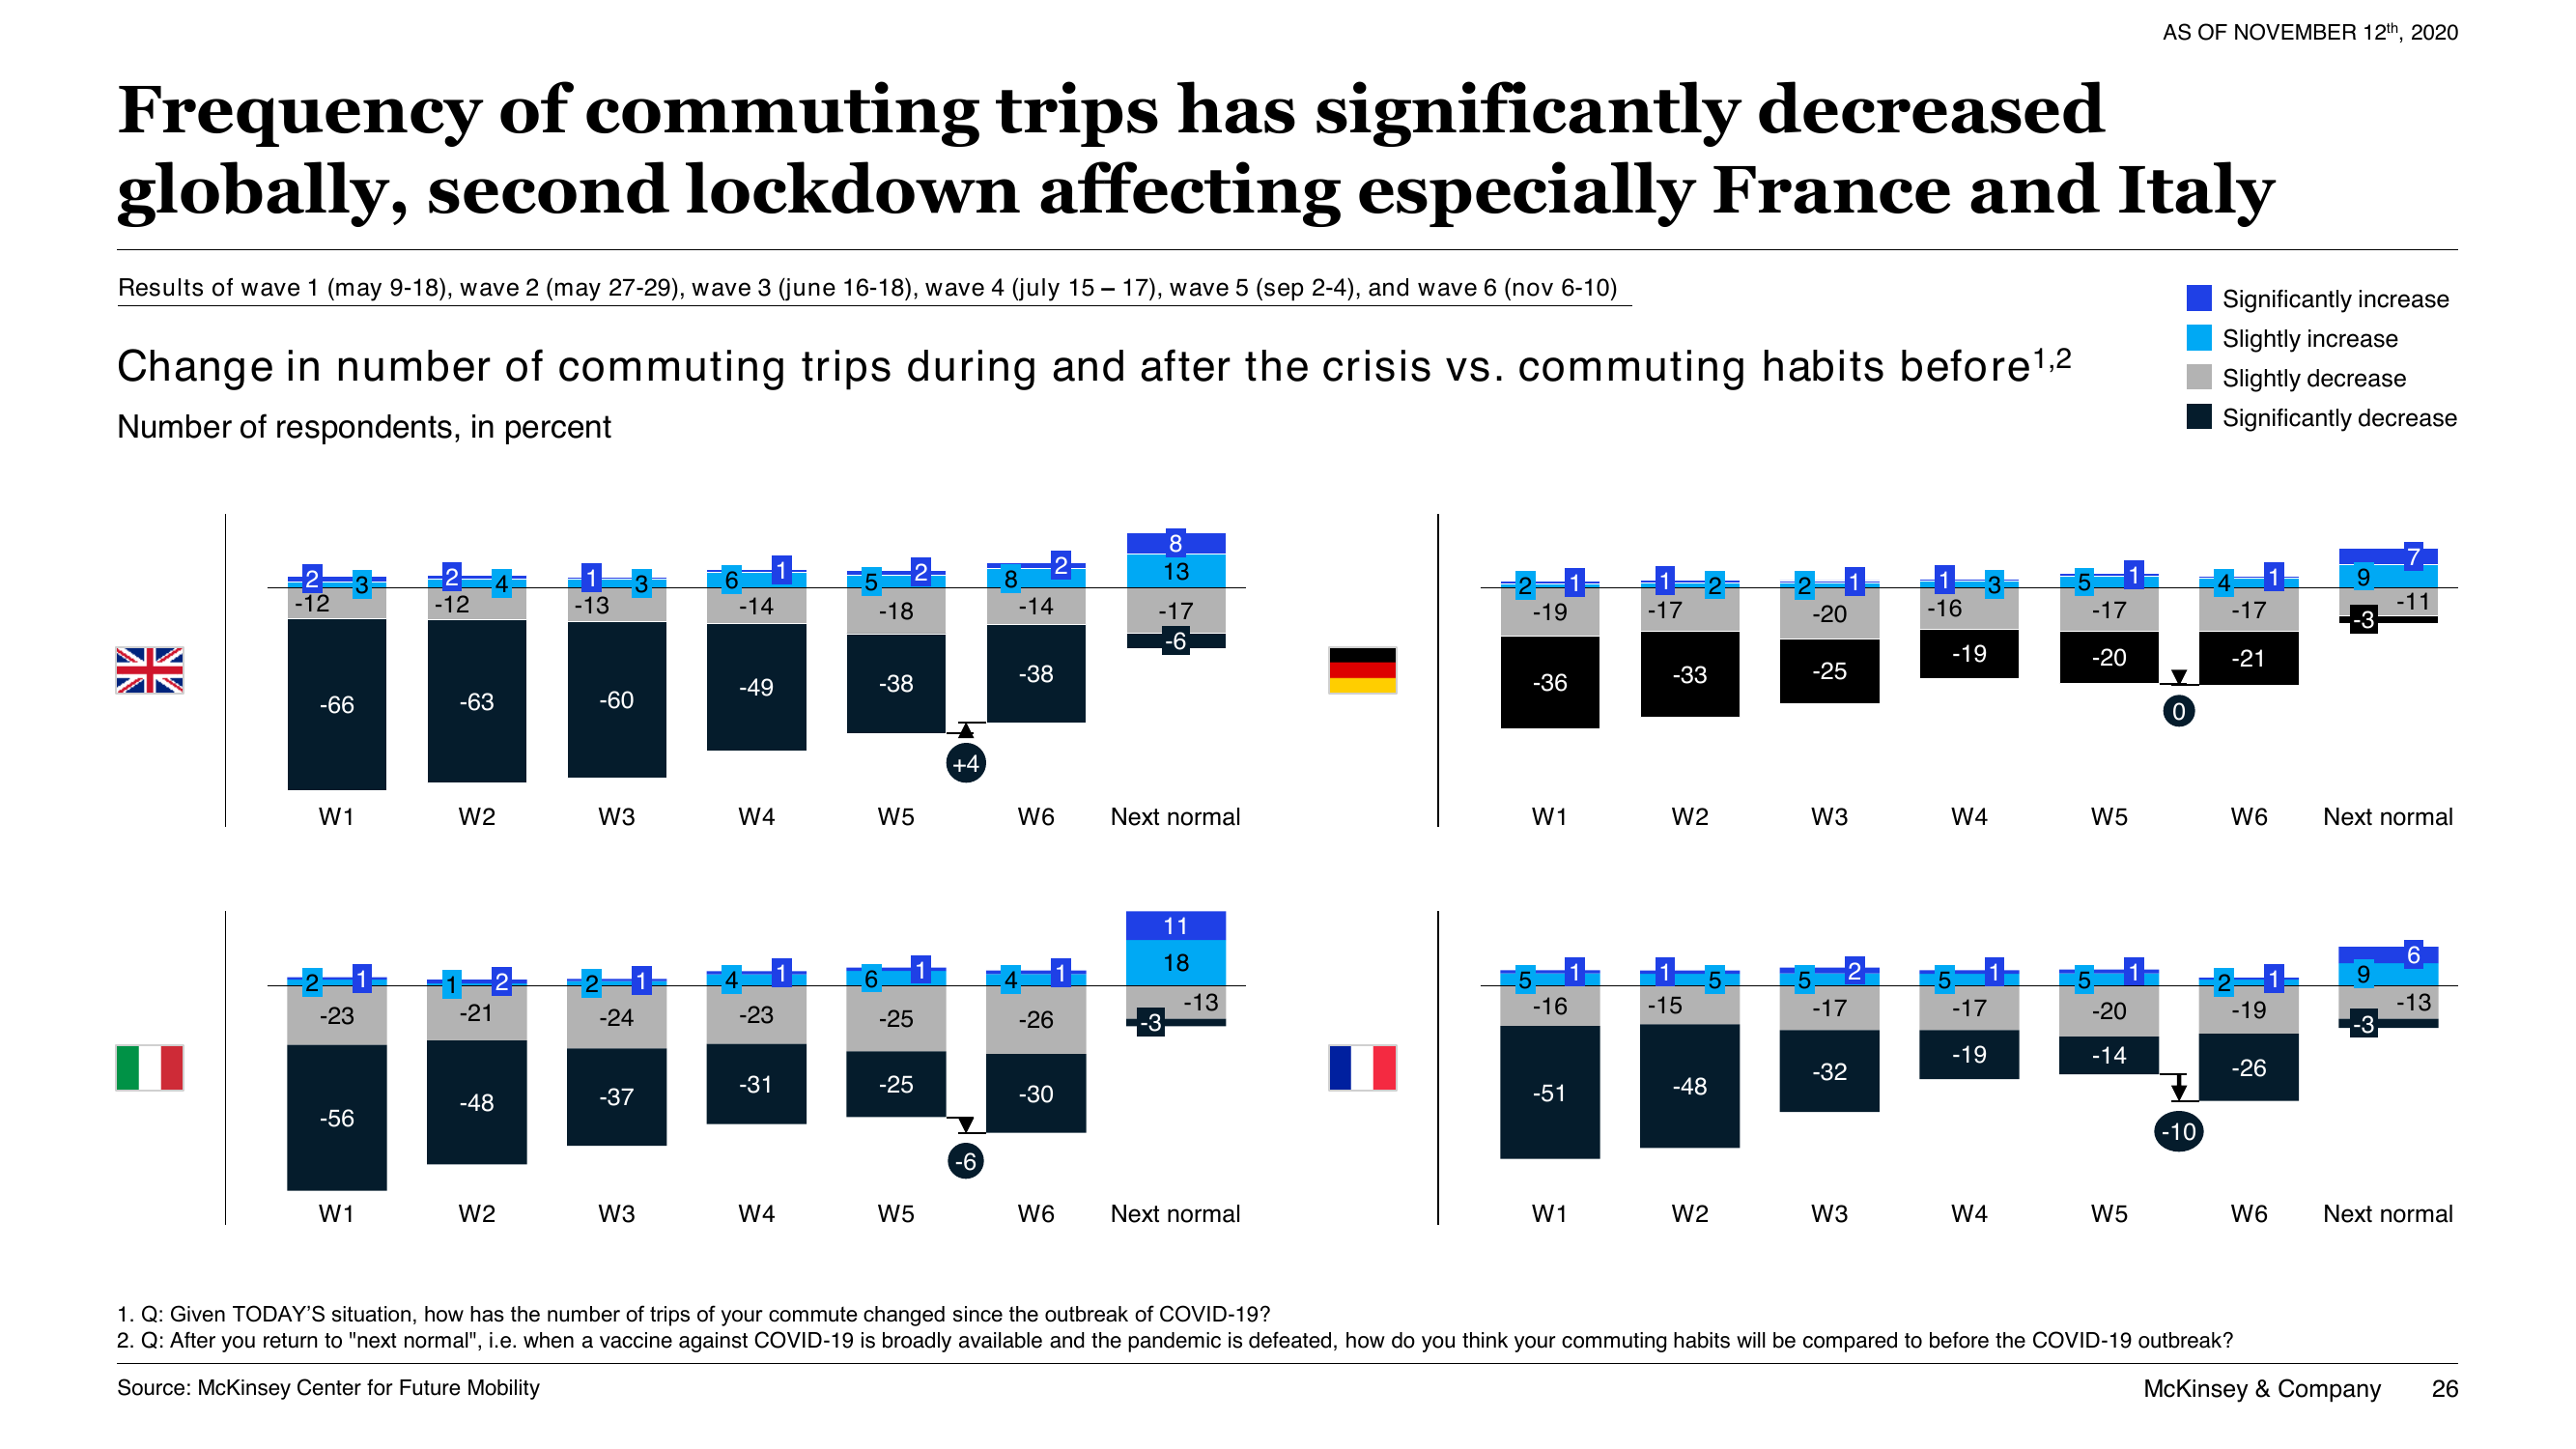 AS OF NOVEMBER 12th, 2020
Frequency of commuting trips has significantly decreased
globally, second lockdown affecting especially France and Italy
Results of wave 1 (may 9-18), wave 2 (may 27-29), wave 3 (june 16-18), wave 4 (july 15 – 17), wave 5 (sep 2-4), and wave 6 (nov 6-10)
Significantly increase
Slightly increase
Slightly decrease
Significantly decrease
Change in number of commuting trips during and after the crisis vs. commuting habits before1,2
Number of respondents, in percent
2 3 2 4 1 3 6 1 5 2 8 2 8
13
-12 -12 -13 -14 -18 -14 -17
-66 -63 -60 -49 -38 -38 -6
+4
W1 W2 W3 W4 W5 W6 Next normal
2 1 1 2 2 1 1 3 5 1 4 1 9 7
-19 -17 -20 -16 -17 -17 -11
-36 -33 -25 -19 -20 -21 -3
0
W1 W2 W3 W4 W5 W6 Next normal
11
2 1 1 2 2 1 4 1 6 1 4 1 18
-23 -21 -24 -23 -25 -26 -13
-56 -48 -37 -31 -25 -30 -3
-6
W1 W2 W3 W4 W5 W6 Next normal
5 1 1 5 5 2 5 1 5 1 2 1 9 6
-16 -15 -17 -17 -20 -19 -13
-51 -48 -32 -19 -14 -26 -3
-10
W1 W2 W3 W4 W5 W6 Next normal
1. Q: Given TODAY’S situation, how has the number of trips of your commute changed since the outbreak of COVID-19?
2. Q: After you return to "next normal", i.e. when a vaccine against COVID-19 is broadly available and the pandemic is defeated, how do you think your commuting habits will be compared to before the COVID-19 outbreak?
Source: McKinsey Center for Future Mobility
McKinsey & Company 26